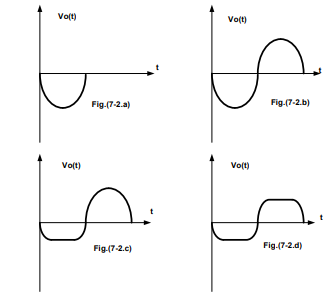 Vo(t)
t
Fig.(7-2.a)
Vo(t)
t
Fig.(7-2.b)
Vo(t)
t
Fig.(7-2.c)
Vo(t)
t
Fig.(7-2.d)